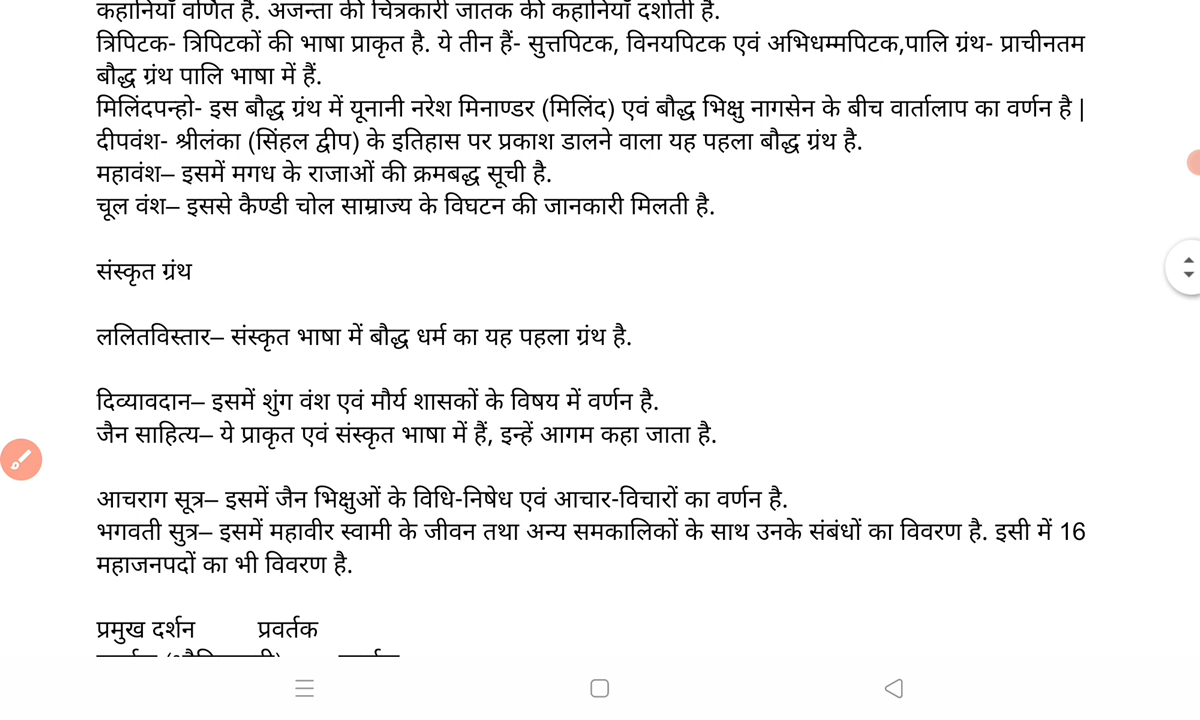 कहानियाँ वर्णित है. अजन्ता की चित्रकारी जातक की कहानियाँ दर्शाती है.
त्रिपिटक- त्रिपिटकों की भाषा प्राकृत है. ये तीन हैं- सुत्तपिटक, विनयपिटक एवं अभिधम्मपिटक,पालि ग्रंथ- प्राचीनतम
बौद्ध ग्रंथ पालि भाषा में हैं.
मिलिंदपन्हो- इस बौद्ध ग्रंथ में यूनानी नरेश मिनाण्डर (मिलिंद) एवं बौद्ध भिक्षु नागसेन के बीच वार्तालाप का वर्णन है |
दीपवंश- श्रीलंका (सिंहल द्वीप) के इतिहास पर प्रकाश डालने वाला यह पहला बौद्ध ग्रंथ है.
महावंश– इसमें मगध के राजाओं की क्रमबद्ध सूची है.
चूल वंश– इससे कैण्डी चोल साम्राज्य के विघटन की जानकारी मिलती है.
संस्कृत ग्रंथ
ललितविस्तार– संस्कृत भाषा में बौद्ध धर्म का यह पहला ग्रंथ है.
दिव्यावदान– इसमें शुंग वंश एवं मौर्य शासकों के विषय में वर्णन है.
जैन साहित्य– ये प्राकृत एवं संस्कृत भाषा में हैं, इन्हें आगम कहा जाता है.
आचराग सूत्र– इसमें जैन भिक्षुओं के विधि-निषेध एवं आचार-विचारों का वर्णन है.
भगवती सुत्र– इसमें महावीर स्वामी के जीवन तथा अन्य समकालिकों के साथ उनके संबंधों का विवरण है. इसी में 16
महाजनपदों का भी विवरण है.
प्रमुख दर्शन प्रवर्तक